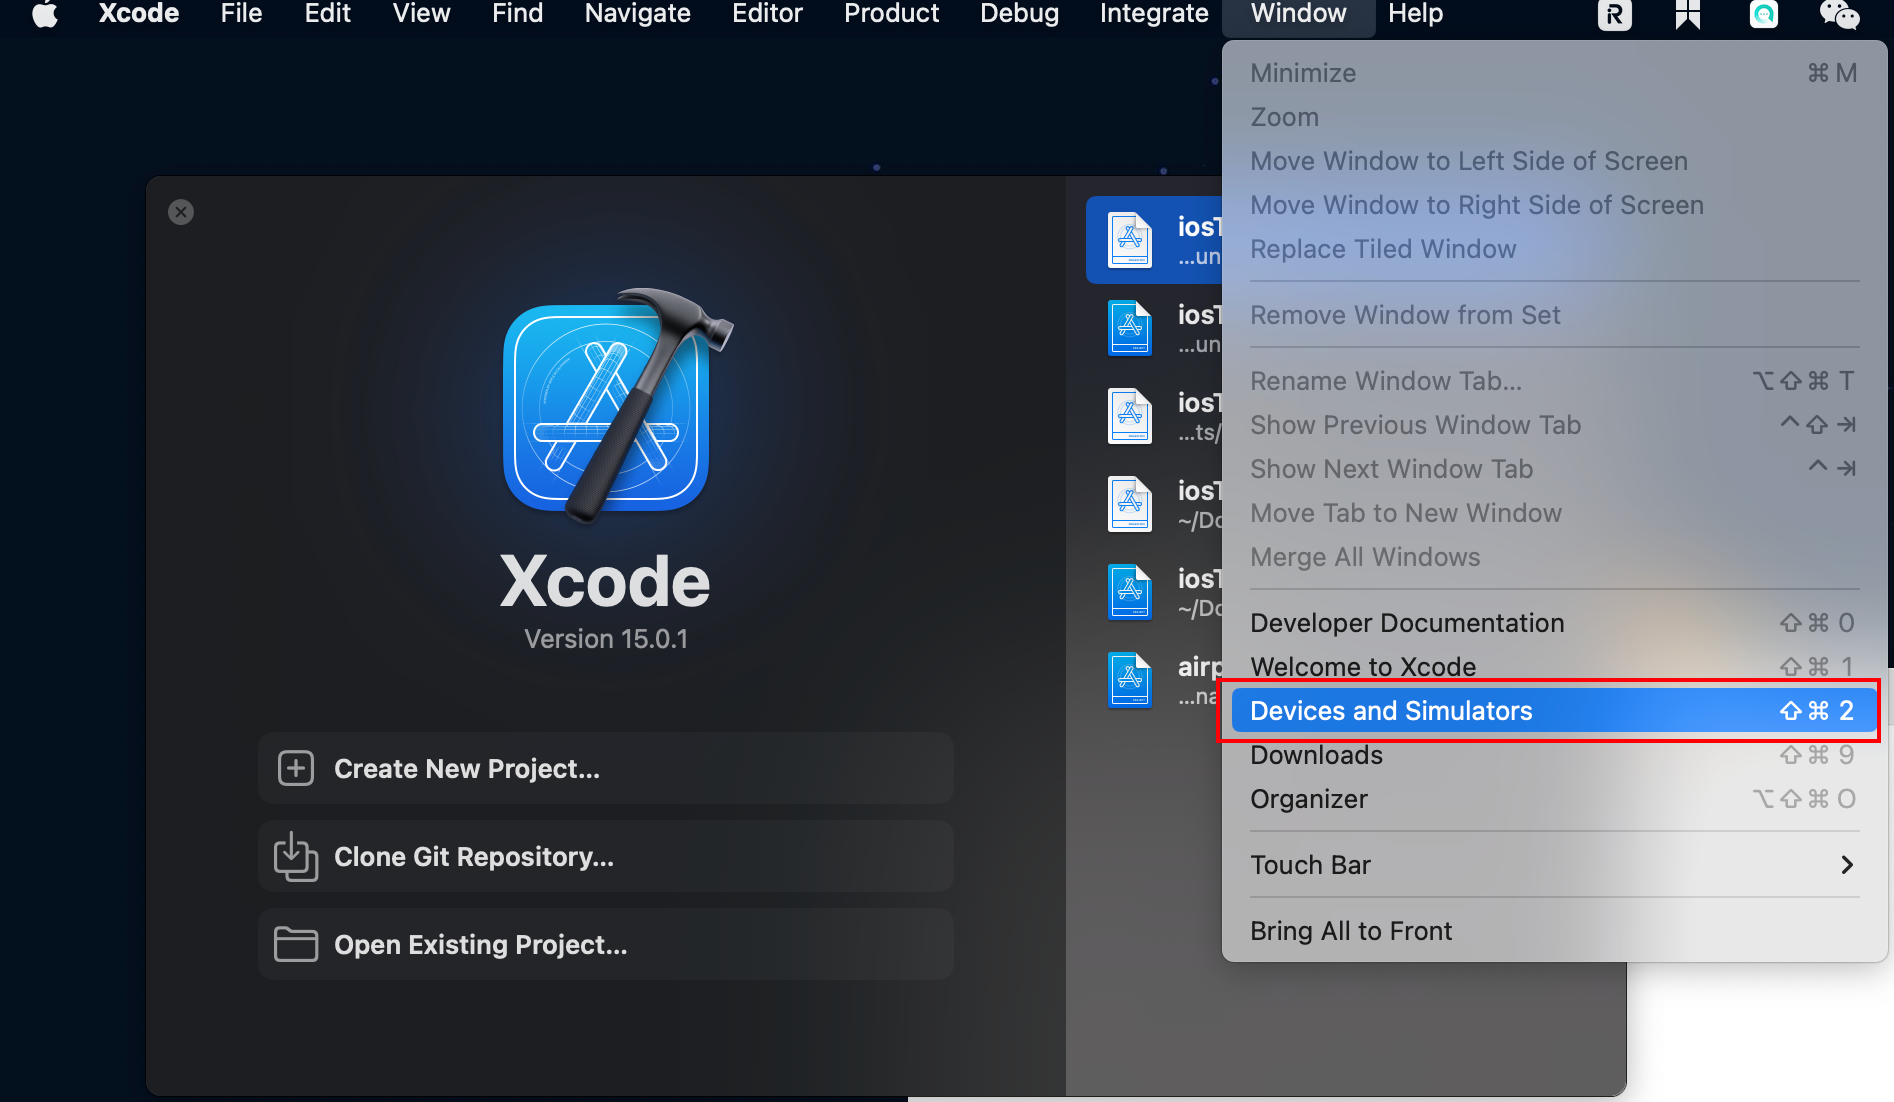 Xcode File Edit View Find Navigate Editor Product Debug Integrate Window Help
Minimize ⌘ M
Zoom
Move Window to Left Side of Screen
Move Window to Right Side of Screen
Replace Tiled Window
Remove Window from Set
Rename Window Tab... ⌥⇧⌘ T
Show Previous Window Tab ^⇧⇥
Show Next Window Tab ^⇥
Move Tab to New Window
Merge All Windows
Developer Documentation ⇧⌘ 0
Welcome to Xcode ⇧⌘ 1
Devices and Simulators ⇧⌘ 2
Downloads ⇧⌘ 9
Organizer ⌥⇧⌘ O
Touch Bar
Bring All to Front
Xcode
Version 15.0.1
Create New Project...
Clone Git Repository...
Open Existing Project...
iosT
...un
iosT
...un
iosT
...ts/
iosT
~/Do
iosT
~/Do
airp
...na